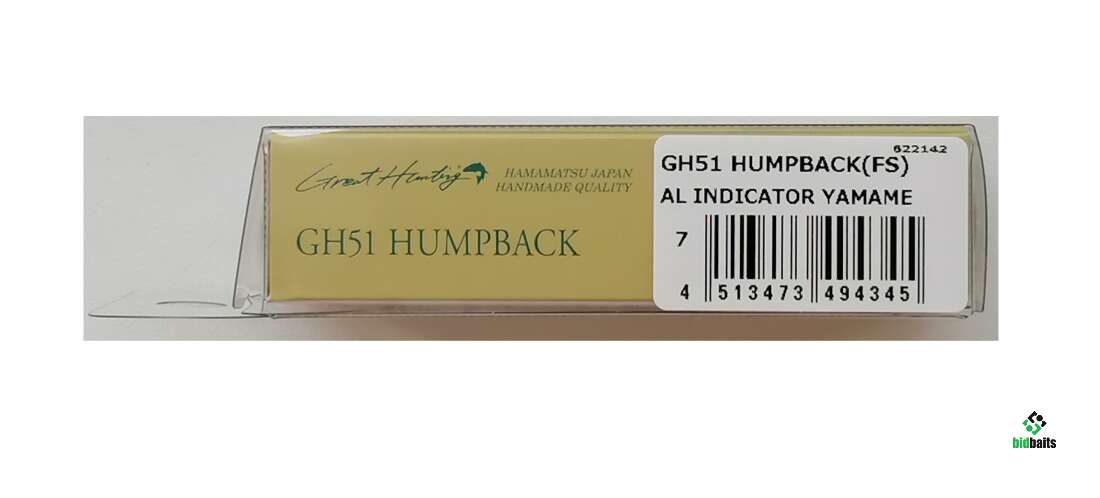 Great Hunting
HAMAMATSU JAPAN
HANDMADE QUALITY
GH51 HUMPBACK
622142
GH51 HUMPBACK(FS)
AL INDICATOR YAMAME
7
4 513473 494345
bidbaits